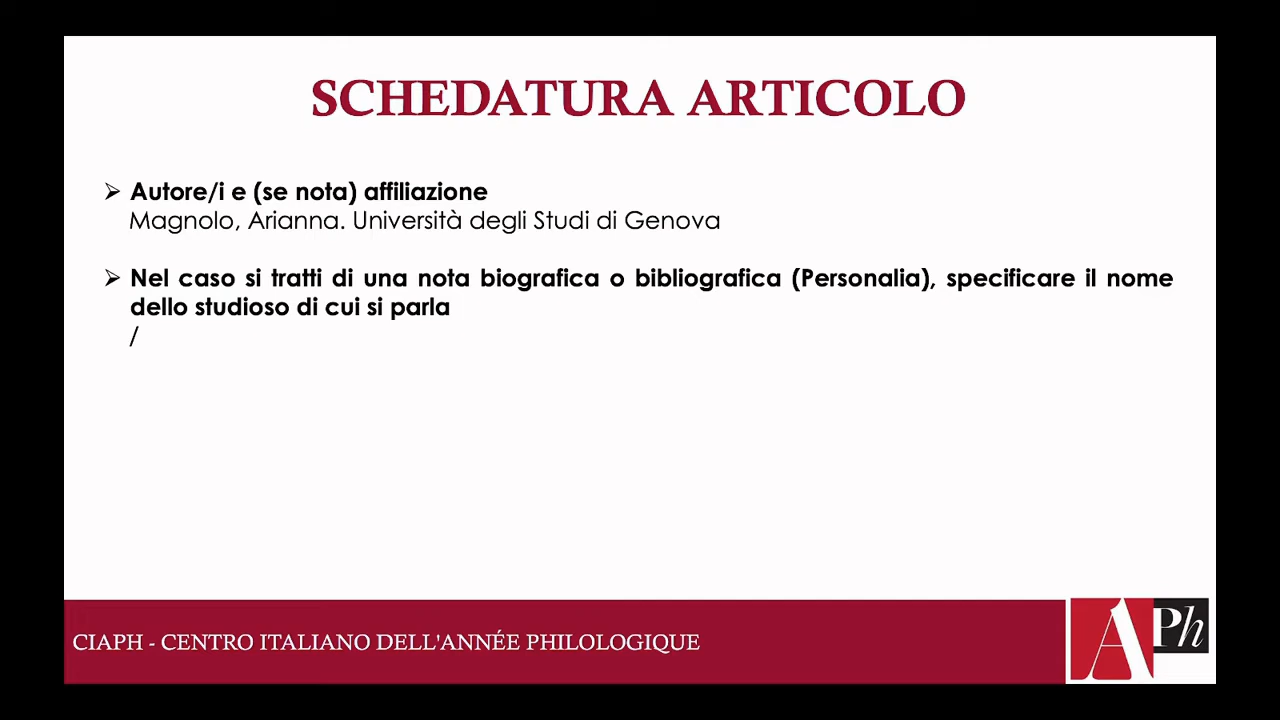 SCHEDATURA ARTICOLO
➢ Autore/i e (se nota) affiliazione
Magnolo, Arianna. Università degli Studi di Genova
➢ Nel caso si tratti di una nota biografica o bibliografica (Personalia), specificare il nome
dello studioso di cui si parla
/
CIAPH - CENTRO ITALIANO DELL'ANNÉE PHILOLOGIQUE
APh